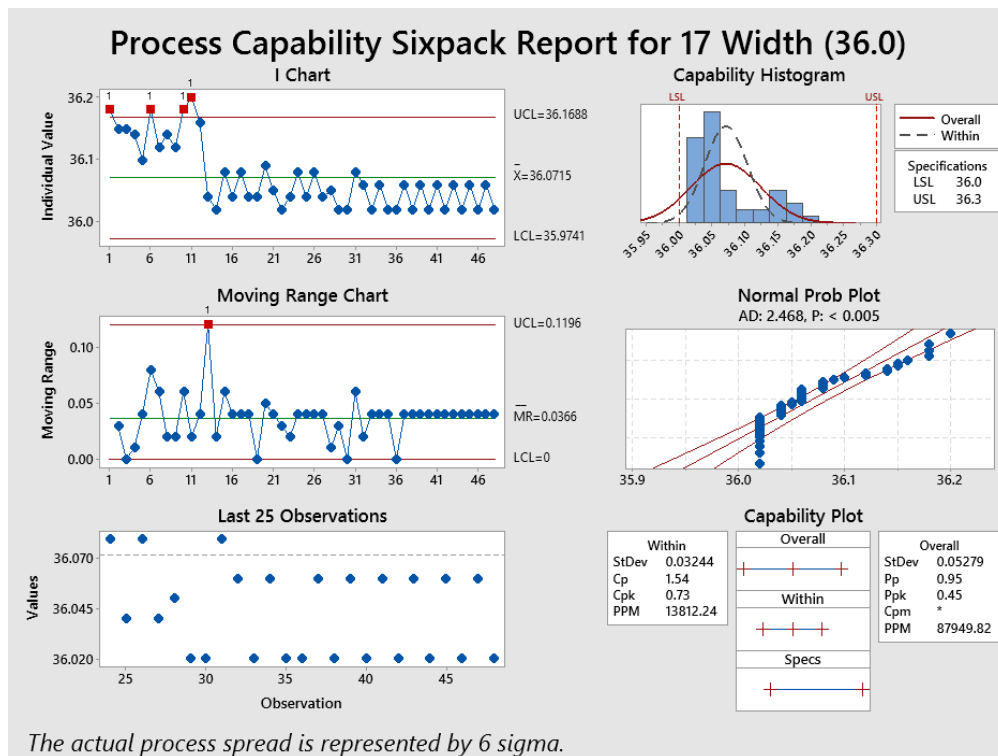 Process Capability Sixpack Report for 17 Width (36.0)
I Chart
Individual Value
36.2
36.1
36.0
1 1 1 1
UCL=36.1688
_
X=36.0715
LCL=35.9741
1 6 11 16 21 26 31 36 41 46
Capability Histogram
LSL USL
35.95 36.00 36.05 36.10 36.15 36.20 36.25 36.30
Overall
Within
Specifications
LSL 36.0
USL 36.3
Moving Range Chart
Moving Range
0.10
0.05
0.00
1
UCL=0.1196
__
MR=0.0366
LCL=0
1 6 11 16 21 26 31 36 41 46
Normal Prob Plot
AD: 2.468, P: < 0.005
35.9 36.0 36.1 36.2
Last 25 Observations
Values
36.070
36.045
36.020
25 30 35 40 45
Observation
Capability Plot
Within
StDev 0.03244
Cp 1.54
Cpk 0.73
PPM 13812.24
Overall
Within
Specs
Overall
StDev 0.05279
Pp 0.95
Ppk 0.45
Cpm *
PPM 87949.82
The actual process spread is represented by 6 sigma.